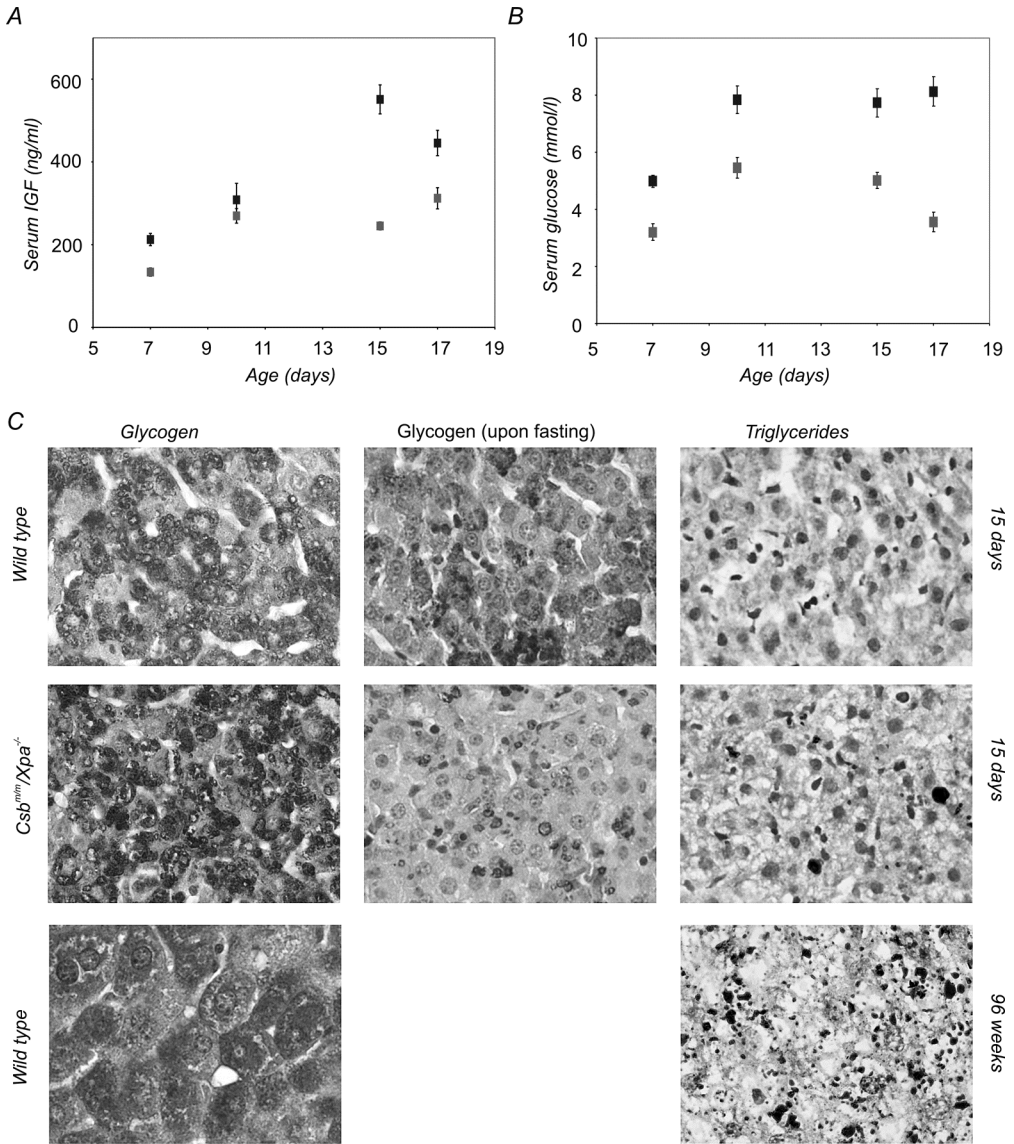 A
B
Serum IGF (ng/ml)
600
400
200
0
5 7 9 11 13 15 17 19
Age (days)
Serum glucose (mmol/l)
10
8
6
4
2
0
5 7 9 11 13 15 17 19
Age (days)
C
Glycogen
Glycogen (upon fasting)
Triglycerides
Wild type
15 days
Csbm/m/Xpa-/-
15 days
Wild type
96 weeks